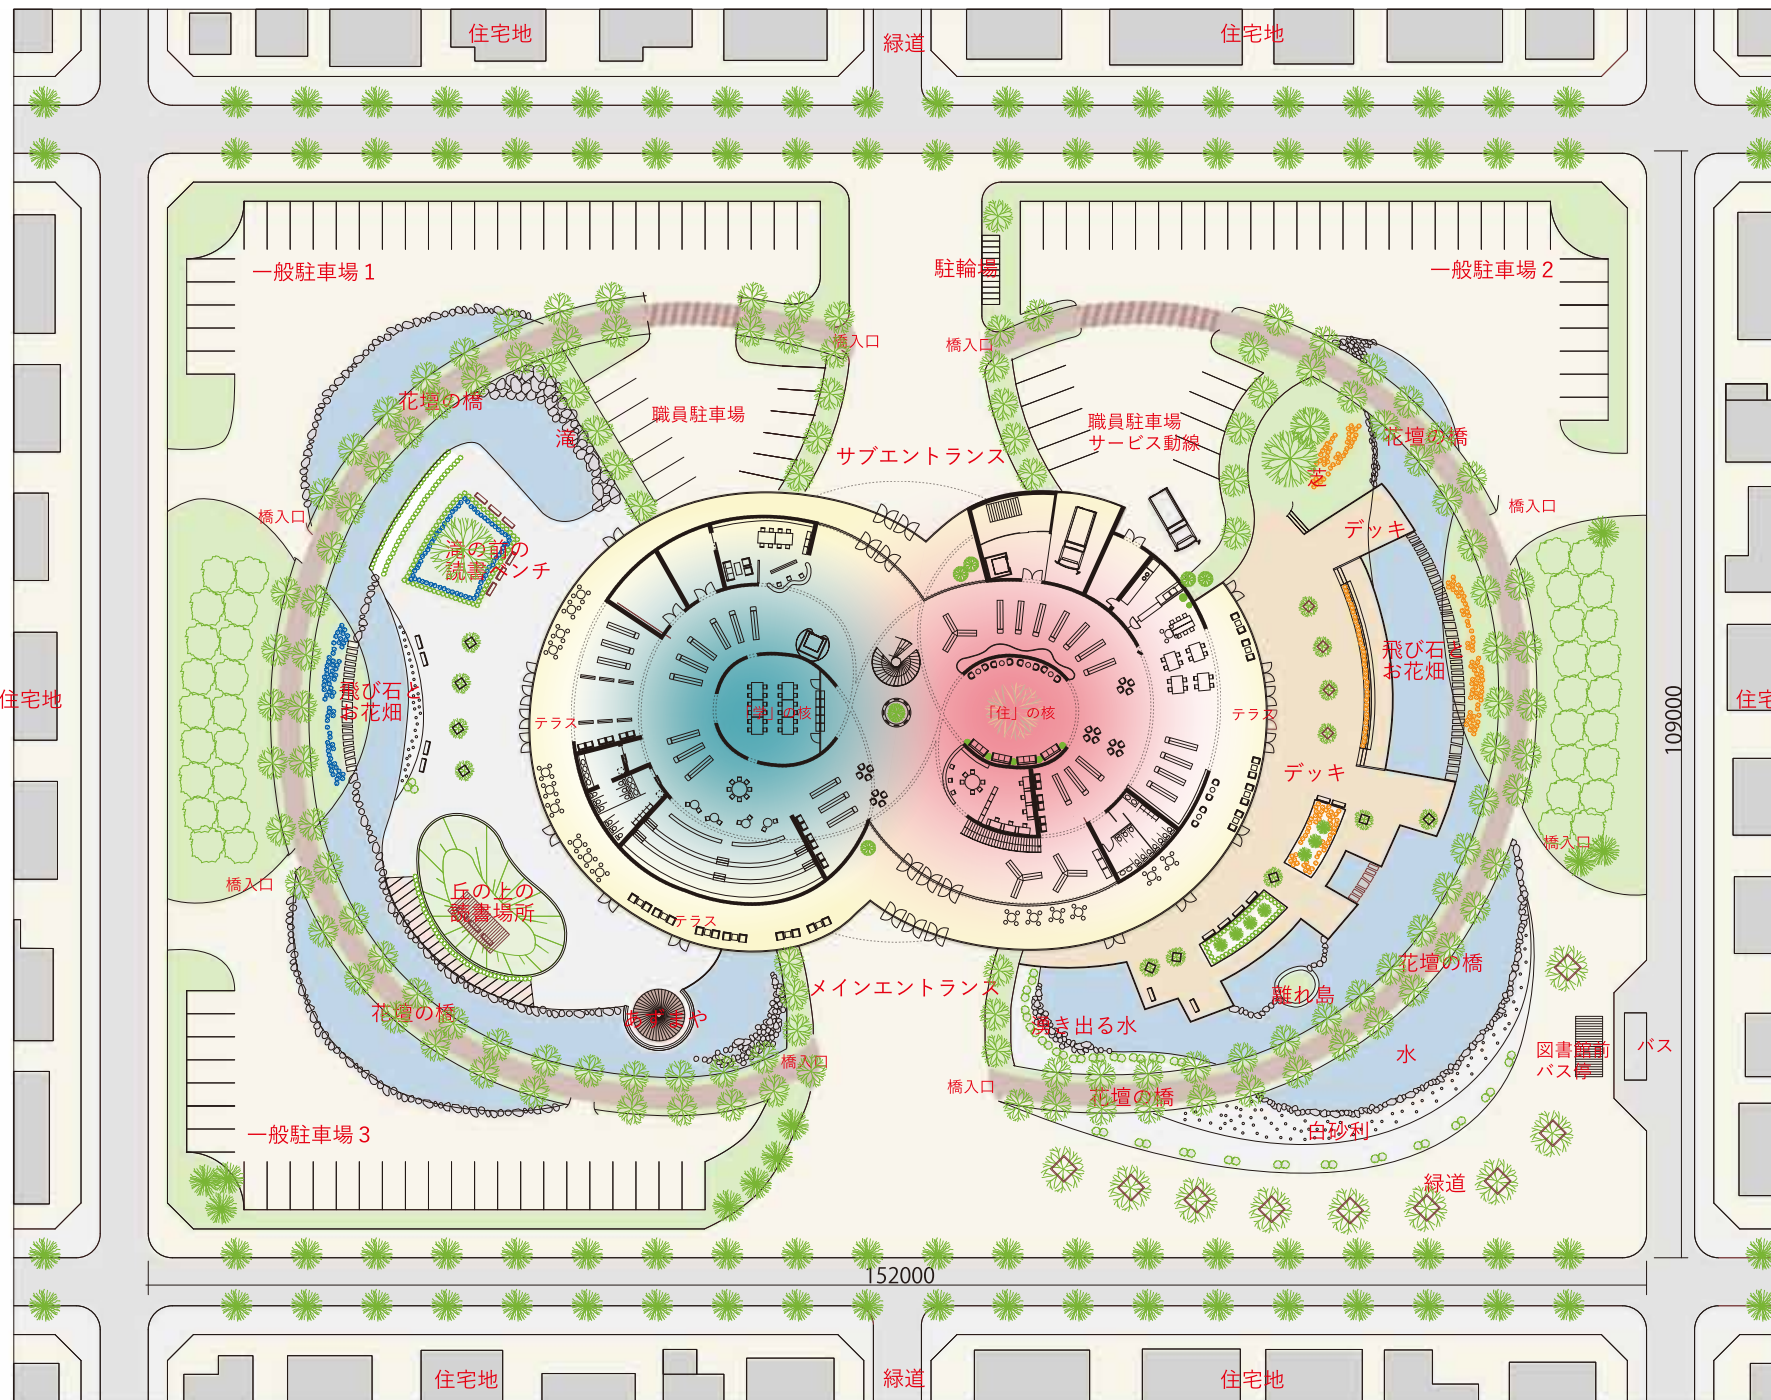 住宅地
緑道
住宅地
一般駐車場1
駐輪場
一般駐車場2
橋入口
橋入口
花壇の橋
滝
職員駐車場
職員駐車場
サービス動線
花壇の橋
サブエントランス
芝
橋入口
橋入口
デッキ
滝の前の
読書ベンチ
飛び石と
お花畑
飛び石と
お花畑
住宅地
テラス
「学」の核
「住」の核
テラス
109000
住宅
デッキ
橋入口
橋入口
丘の上の
読書場所
テラス
メインエントランス
花壇の橋
離れ島
花壇の橋
あずまや
湧き出る水
水
図書館前
バス停
バス
橋入口
橋入口
花壇の橋
白砂利
一般駐車場3
緑道
152000
住宅地
緑道
住宅地